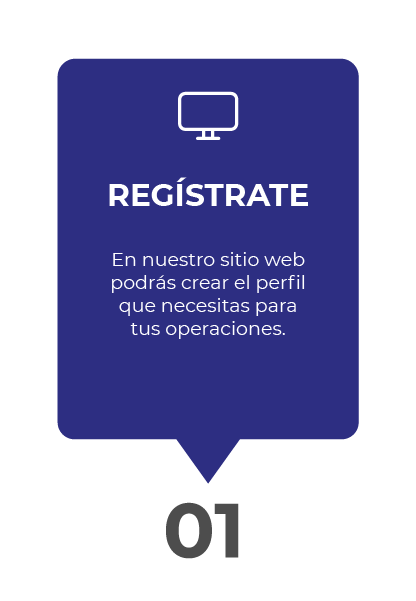 REGÍSTRATE
En nuestro sitio web
podrás crear el perfil
que necesitas para
tus operaciones.
01